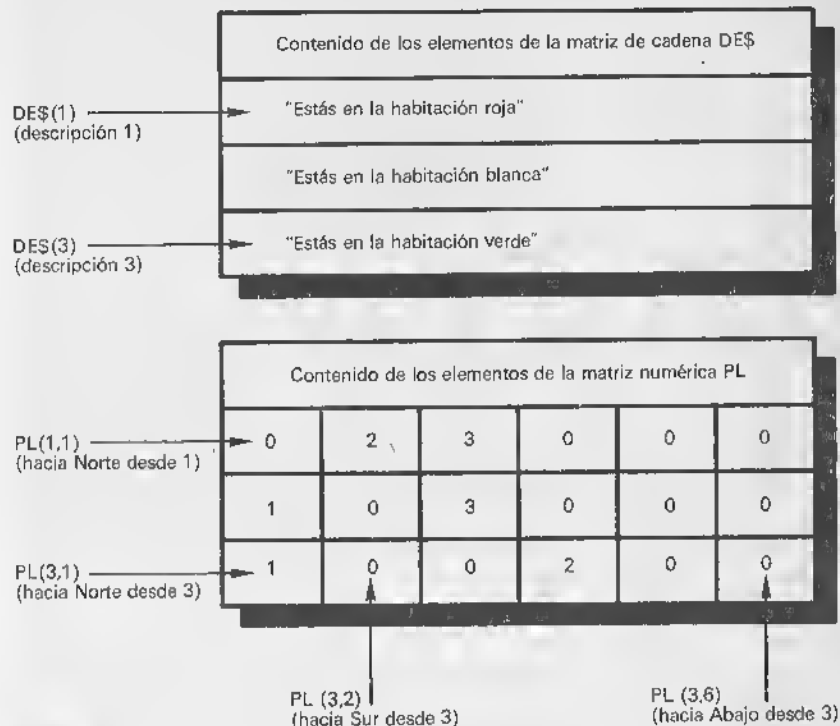 Contenido de los elementos de la matriz de cadena DE$
DE$(1)
(descripción 1)
"Estás en la habitación roja"
"Estás en la habitación blanca"
DE$(3)
(descripción 3)
"Estás en la habitación verde"
Contenido de los elementos de la matriz numérica PL
PL(1,1)
(hacia Norte desde 1)
0 2 3 0 0 0
1 0 3 0 0 0
PL(3,1)
(hacia Norte desde 3)
1 0 0 2 0 0
PL (3,2)
(hacia Sur desde 3)
PL (3,6)
(hacia Abajo desde 3)